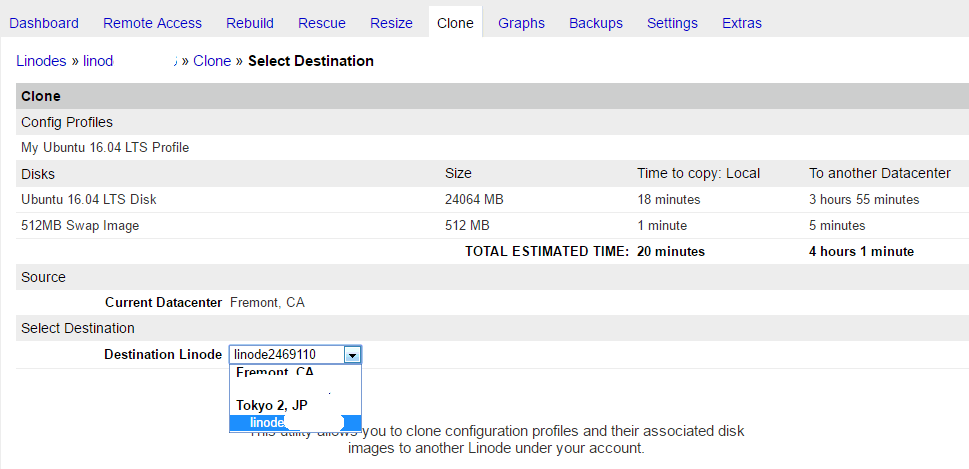 Dashboard Remote Access Rebuild Rescue Resize Clone Graphs Backups Settings Extras
Linodes » linod » Clone » Select Destination
Clone
Config Profiles
My Ubuntu 16.04 LTS Profile
Disks Size Time to copy: Local To another Datacenter
Ubuntu 16.04 LTS Disk 24064 MB 18 minutes 3 hours 55 minutes
512MB Swap Image 512 MB 1 minute 5 minutes
TOTAL ESTIMATED TIME: 20 minutes 4 hours 1 minute
Source
Current Datacenter Fremont, CA
Select Destination
Destination Linode linode2469110
Fremont, CA
Tokyo 2, JP
linode
This utility allows you to clone configuration profiles and their associated disk
images to another Linode under your account.